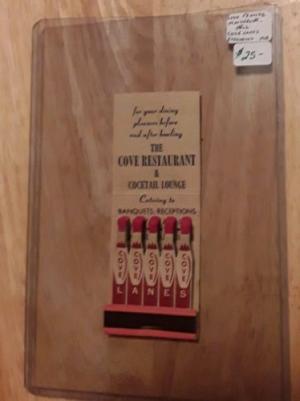 $25-
for your dining
pleasure before
and after bowling
THE
COVE RESTAURANT
&
COCKTAIL LOUNGE
Catering to
BANQUETS, RECEPTIONS
COVE COVE COVE COVE COVE
L A N E S